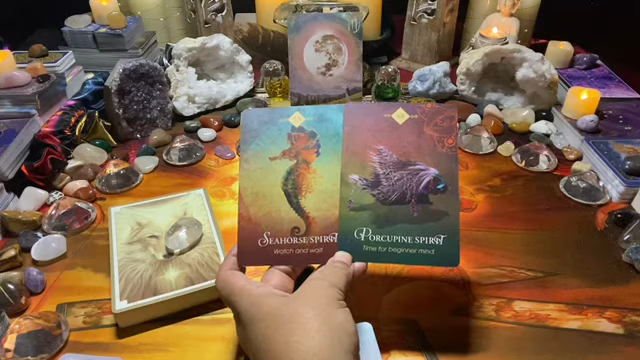 SEAHORSE SPIRIT
Watch and wait
PORCUPINE SPIRIT
Time for beginner mind